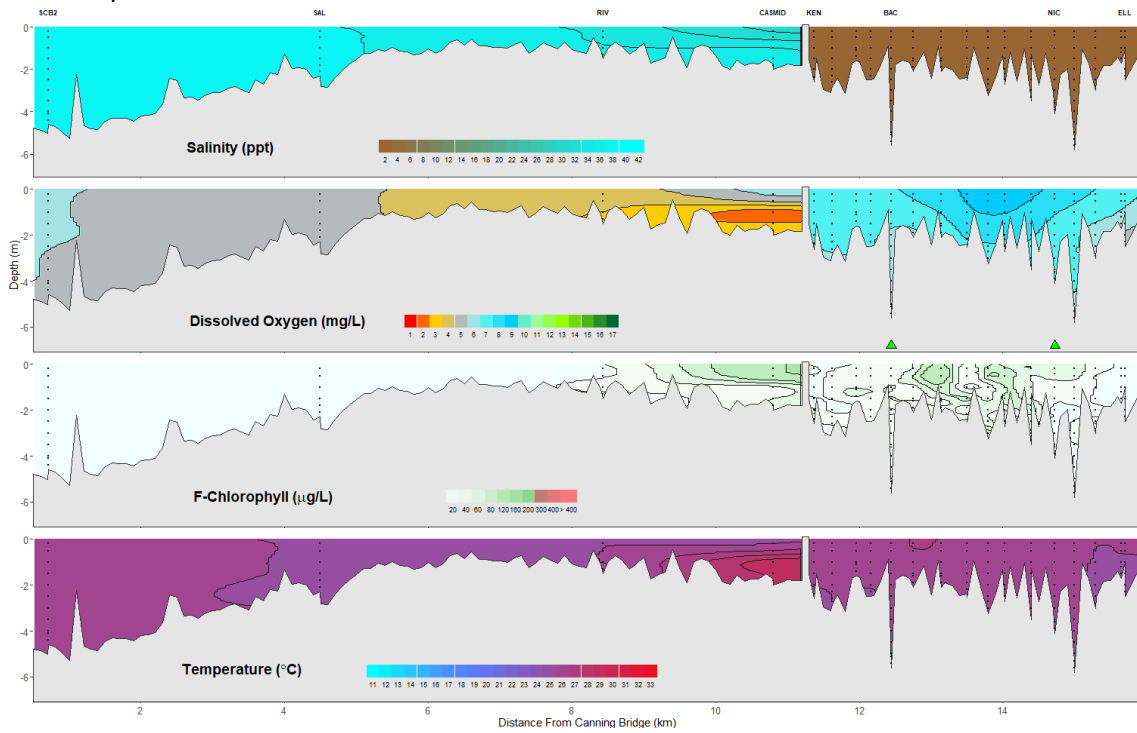 SCB2 SAL RIV CASMID KEN BAC NIC ELL
0
-2
-4
-6
Salinity (ppt)
2 4 6 8 10 12 14 16 18 20 22 24 26 28 30 32 34 36 38 40 42
0
-2
-4
-6
Depth (m)
Dissolved Oxygen (mg/L)
1 2 3 4 5 6 7 8 9 10 11 12 13 14 15 16 17
0
-2
-4
-6
F-Chlorophyll (μg/L)
20 40 60 80 120 160 200 300 400 > 400
0
-2
-4
-6
Temperature (°C)
11 12 13 14 15 16 17 18 19 20 21 22 23 24 25 26 27 28 29 30 31 32 33
2 4 6 8 10 12 14
Distance From Canning Bridge (km)